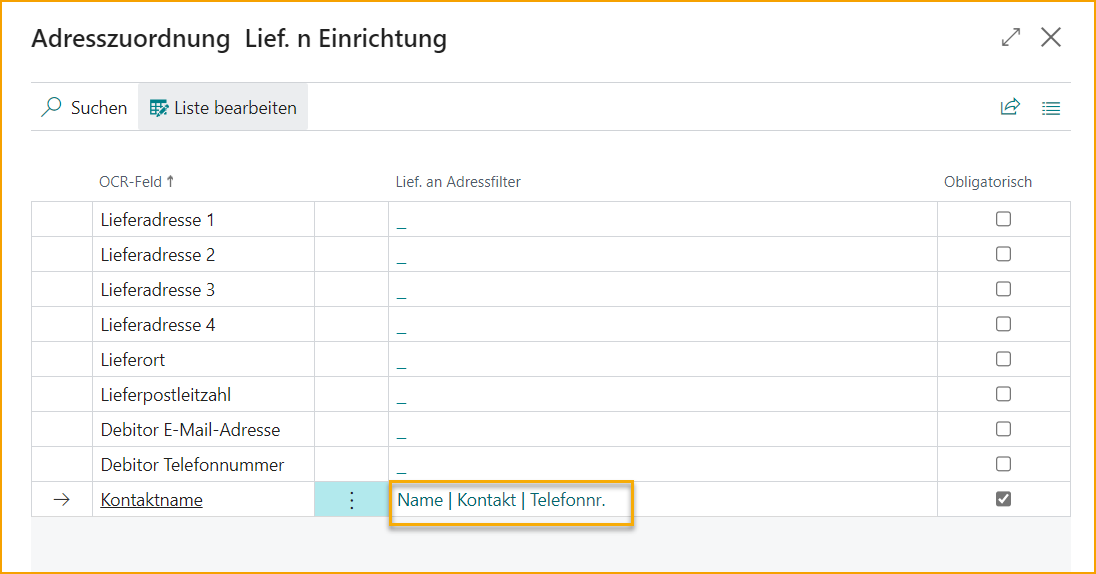 Adresszuordnung Lief. n Einrichtung
Suchen Liste bearbeiten
OCR-Feld ↑ Lief. an Adressfilter Obligatorisch
Lieferadresse 1 _
Lieferadresse 2 _
Lieferadresse 3 _
Lieferadresse 4 _
Lieferort _
Lieferpostleitzahl _
Debitor E-Mail-Adresse _
Debitor Telefonnummer _
Kontaktname Name | Kontakt | Telefonnr.